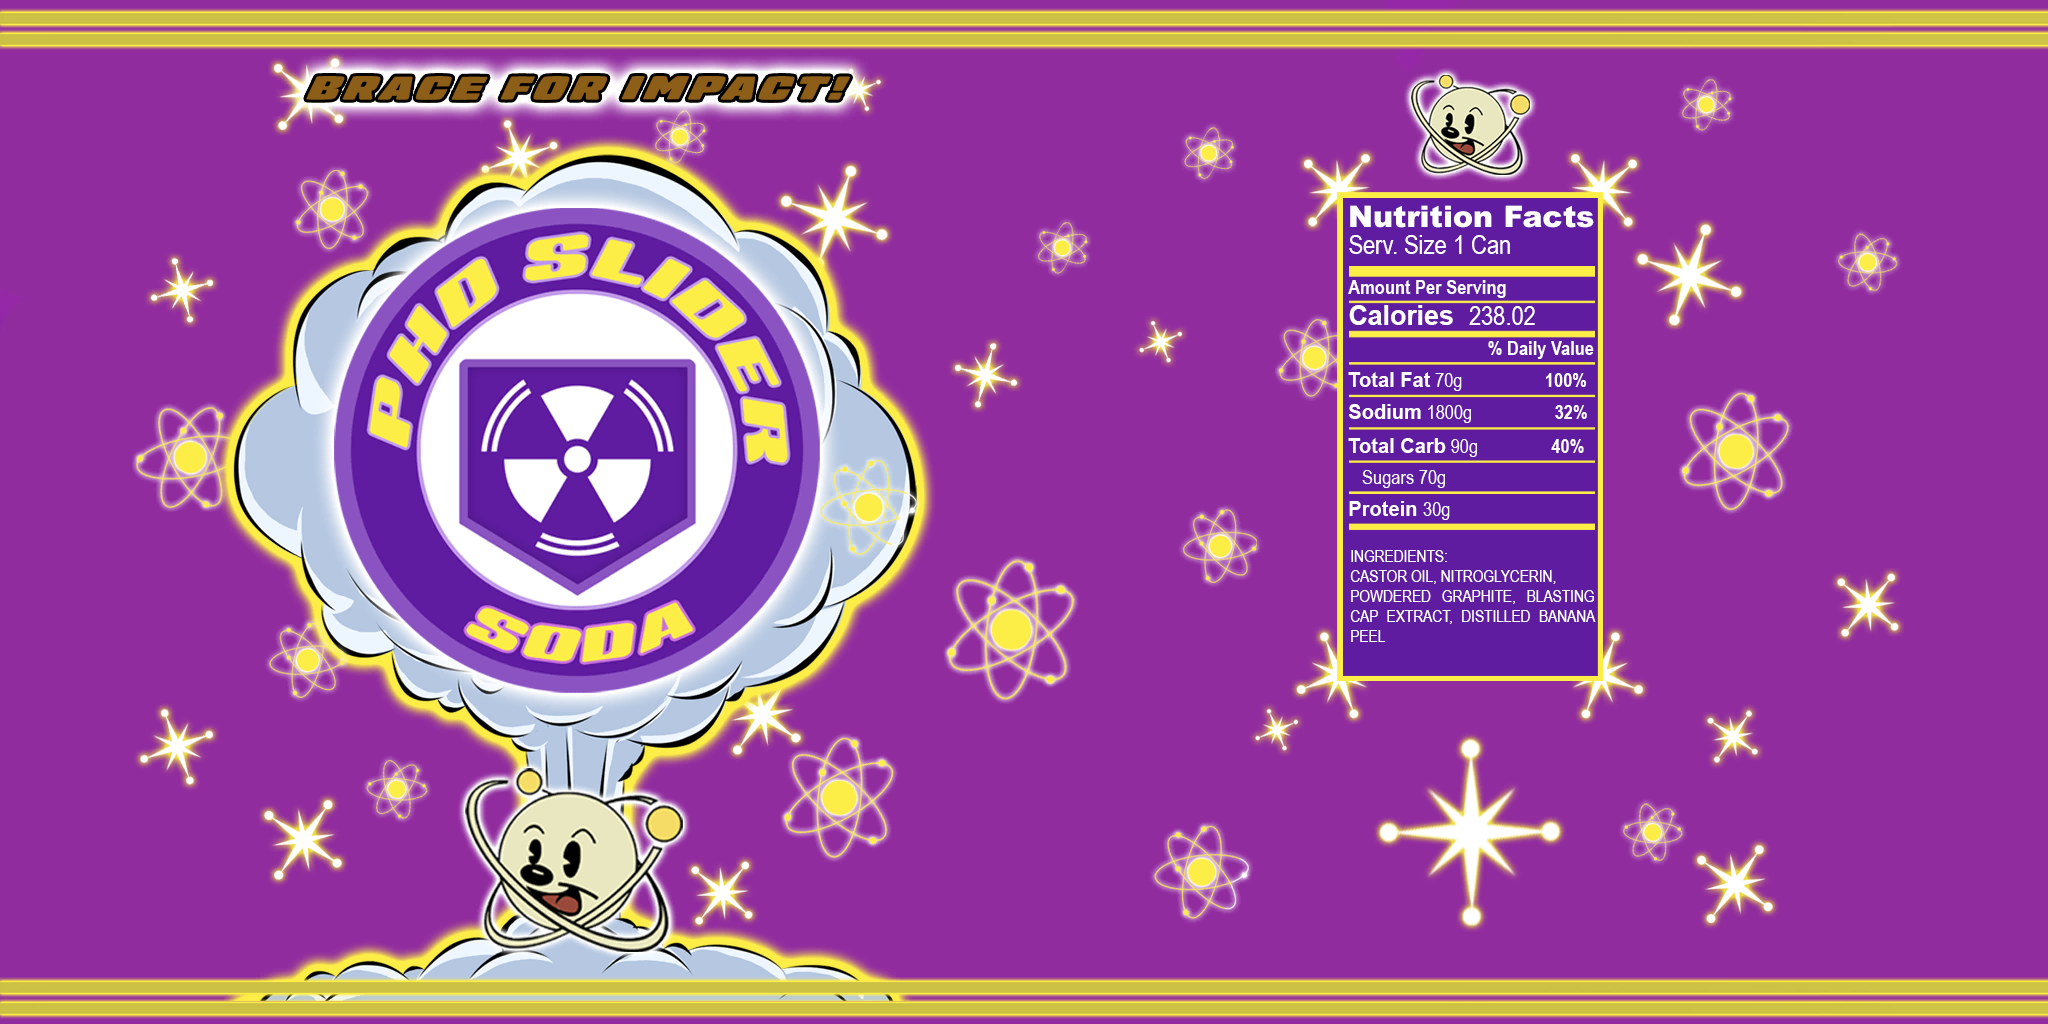 BRACE FOR IMPACT!
PHD SLIDER
SODA
Nutrition Facts
Serv. Size 1 Can
Amount Per Serving
Calories 238.02
% Daily Value
Total Fat 70g 100%
Sodium 1800g 32%
Total Carb 90g 40%
Sugars 70g
Protein 30g
INGREDIENTS:
CASTOR OIL, NITROGLYCERIN,
POWDERED GRAPHITE, BLASTING
CAP EXTRACT, DISTILLED BANANA
PEEL